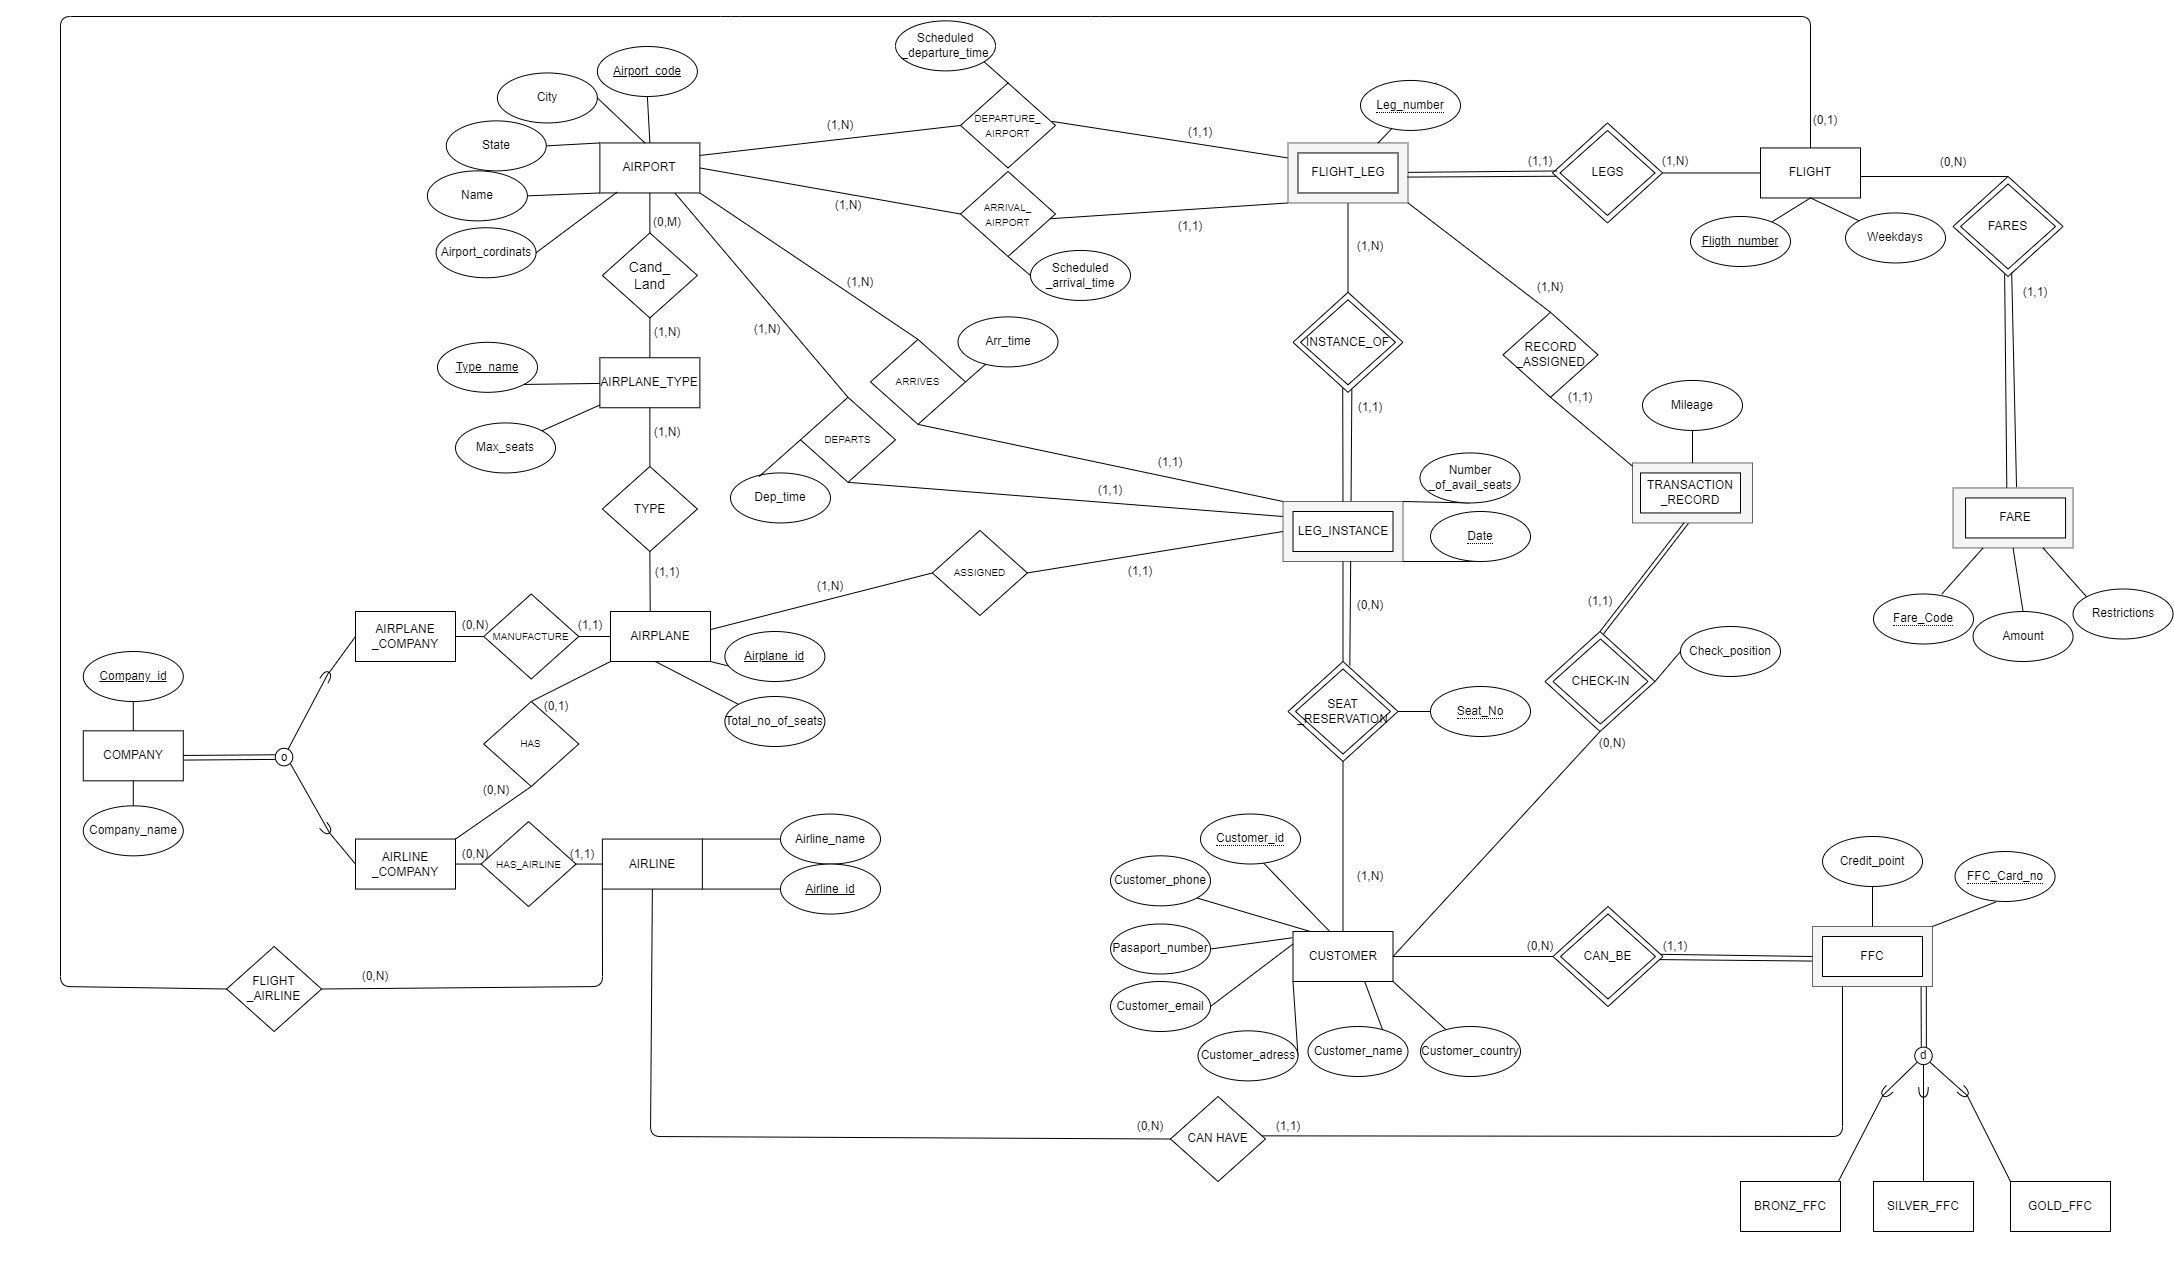 Scheduled
_departure_time
Airport_code
City
Leg_number
(0,1)
DEPARTURE_
AIRPORT
(1,N)
(1,1)
State
AIRPORT
FLIGHT_LEG
(1,1)
LEGS
(1,N)
FLIGHT
(0,N)
Name
(1,N)
ARRIVAL_
AIRPORT
(1,1)
(0,M)
Airport_cordinats
Fligth_number
Weekdays
FARES
(1,N)
Cand_
Land
Scheduled
_arrival_time
(1,N)
(1,N)
(1,1)
(1,N)
(1,N)
Arr_time
INSTANCE_OF
RECORD
_ASSIGNED
Type_name
AIRPLANE_TYPE
ARRIVES
(1,1)
(1,1)
Mileage
(1,N)
Max_seats
DEPARTS
(1,1)
Number
_of_avail_seats
TRANSACTION
_RECORD
Dep_time
(1,1)
TYPE
FARE
LEG_INSTANCE
Date
(1,1)
ASSIGNED
(1,1)
(1,N)
(0,N)
(1,1)
Fare_Code
Amount
Restrictions
AIRPLANE
_COMPANY
(0,N)
MANUFACTURE
(1,1)
AIRPLANE
Airplane_id
Check_position
Company_id
CHECK-IN
(0,1)
Total_no_of_seats
SEAT
_RESERVATION
Seat_No
HAS
(0,N)
COMPANY
o
(0,N)
Company_name
Airline_name
Customer_id
AIRLINE
_COMPANY
(0,N)
HAS_AIRLINE
(1,1)
AIRLINE
Airline_id
Customer_phone
(1,N)
Credit_point
FFC_Card_no
Pasaport_number
CUSTOMER
(0,N)
CAN_BE
(1,1)
FFC
FLIGHT
_AIRLINE
(0,N)
Customer_email
Customer_adress
Customer_name
Customer_country
d
(0,N)
CAN HAVE
(1,1)
BRONZ_FFC
SILVER_FFC
GOLD_FFC